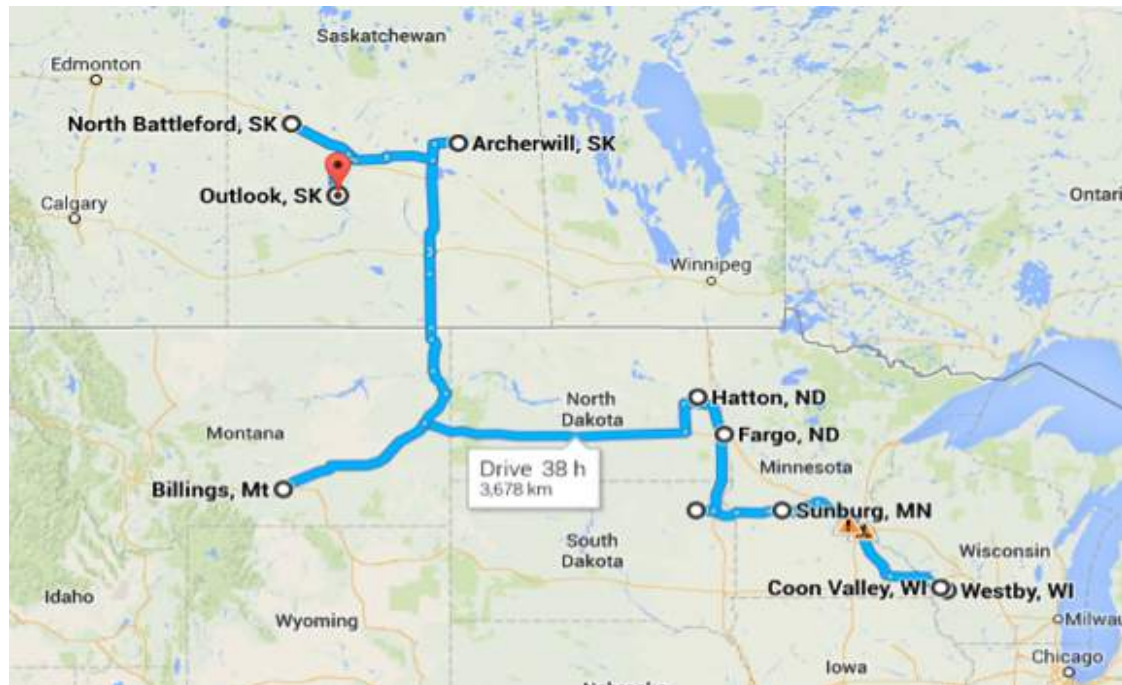 Saskatchewan
Edmonton
North Battleford, SK
Archerwill, SK
Outlook, SK
Calgary
Ontari
Winnipeg
North
Dakota
Hatton, ND
Montana
Fargo, ND
Drive 38 h
3,678 km
Minnesota
Billings, Mt
Sunburg, MN
South
Dakota
Wisconsin
Idaho
Coon Valley, WI
Westby, WI
Wyoming
Milwau
Iowa
Chicago